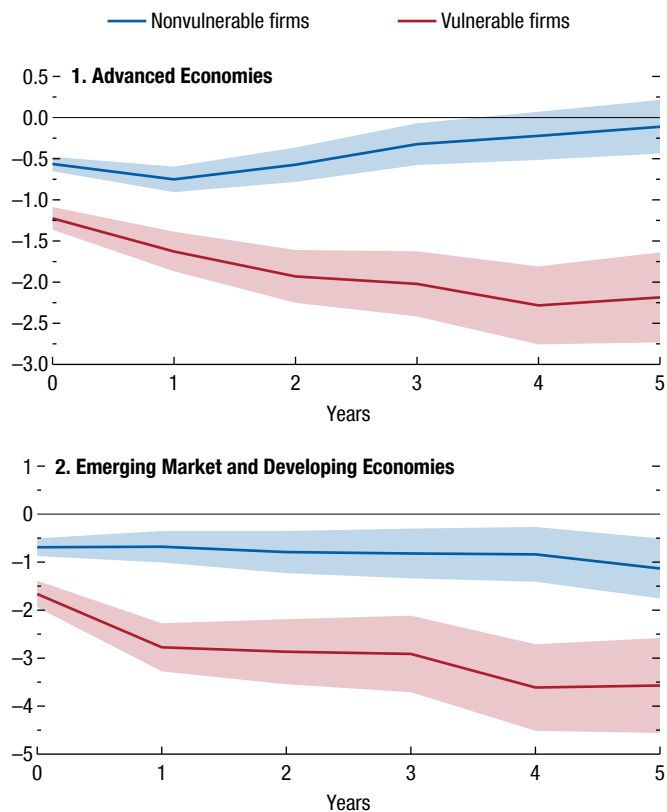 Nonvulnerable firms Vulnerable firms
1. Advanced Economies
0.5
0.0
–0.5
–1.0
–1.5
–2.0
–2.5
–3.0
0 1 2 3 4 5
Years
2. Emerging Market and Developing Economies
1
0
–1
–2
–3
–4
–5
0 1 2 3 4 5
Years